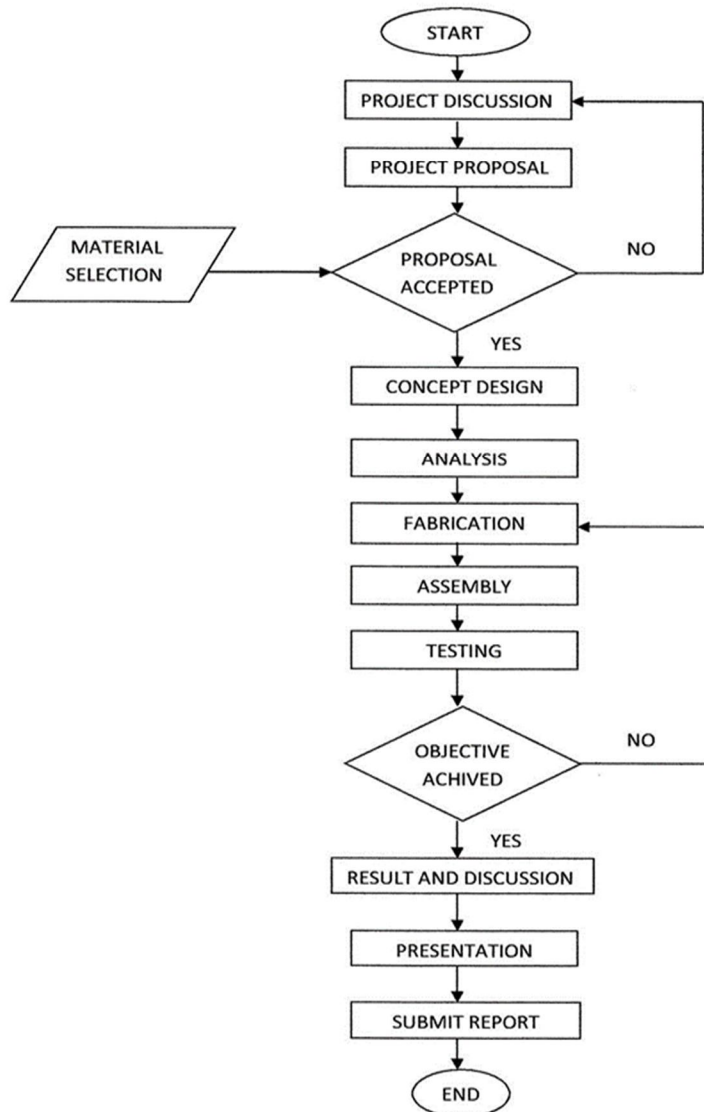 START
PROJECT DISCUSSION
PROJECT PROPOSAL
MATERIAL
SELECTION
PROPOSAL
ACCEPTED
NO
YES
CONCEPT DESIGN
ANALYSIS
FABRICATION
ASSEMBLY
TESTING
OBJECTIVE
ACHIVED
NO
YES
RESULT AND DISCUSSION
PRESENTATION
SUBMIT REPORT
END